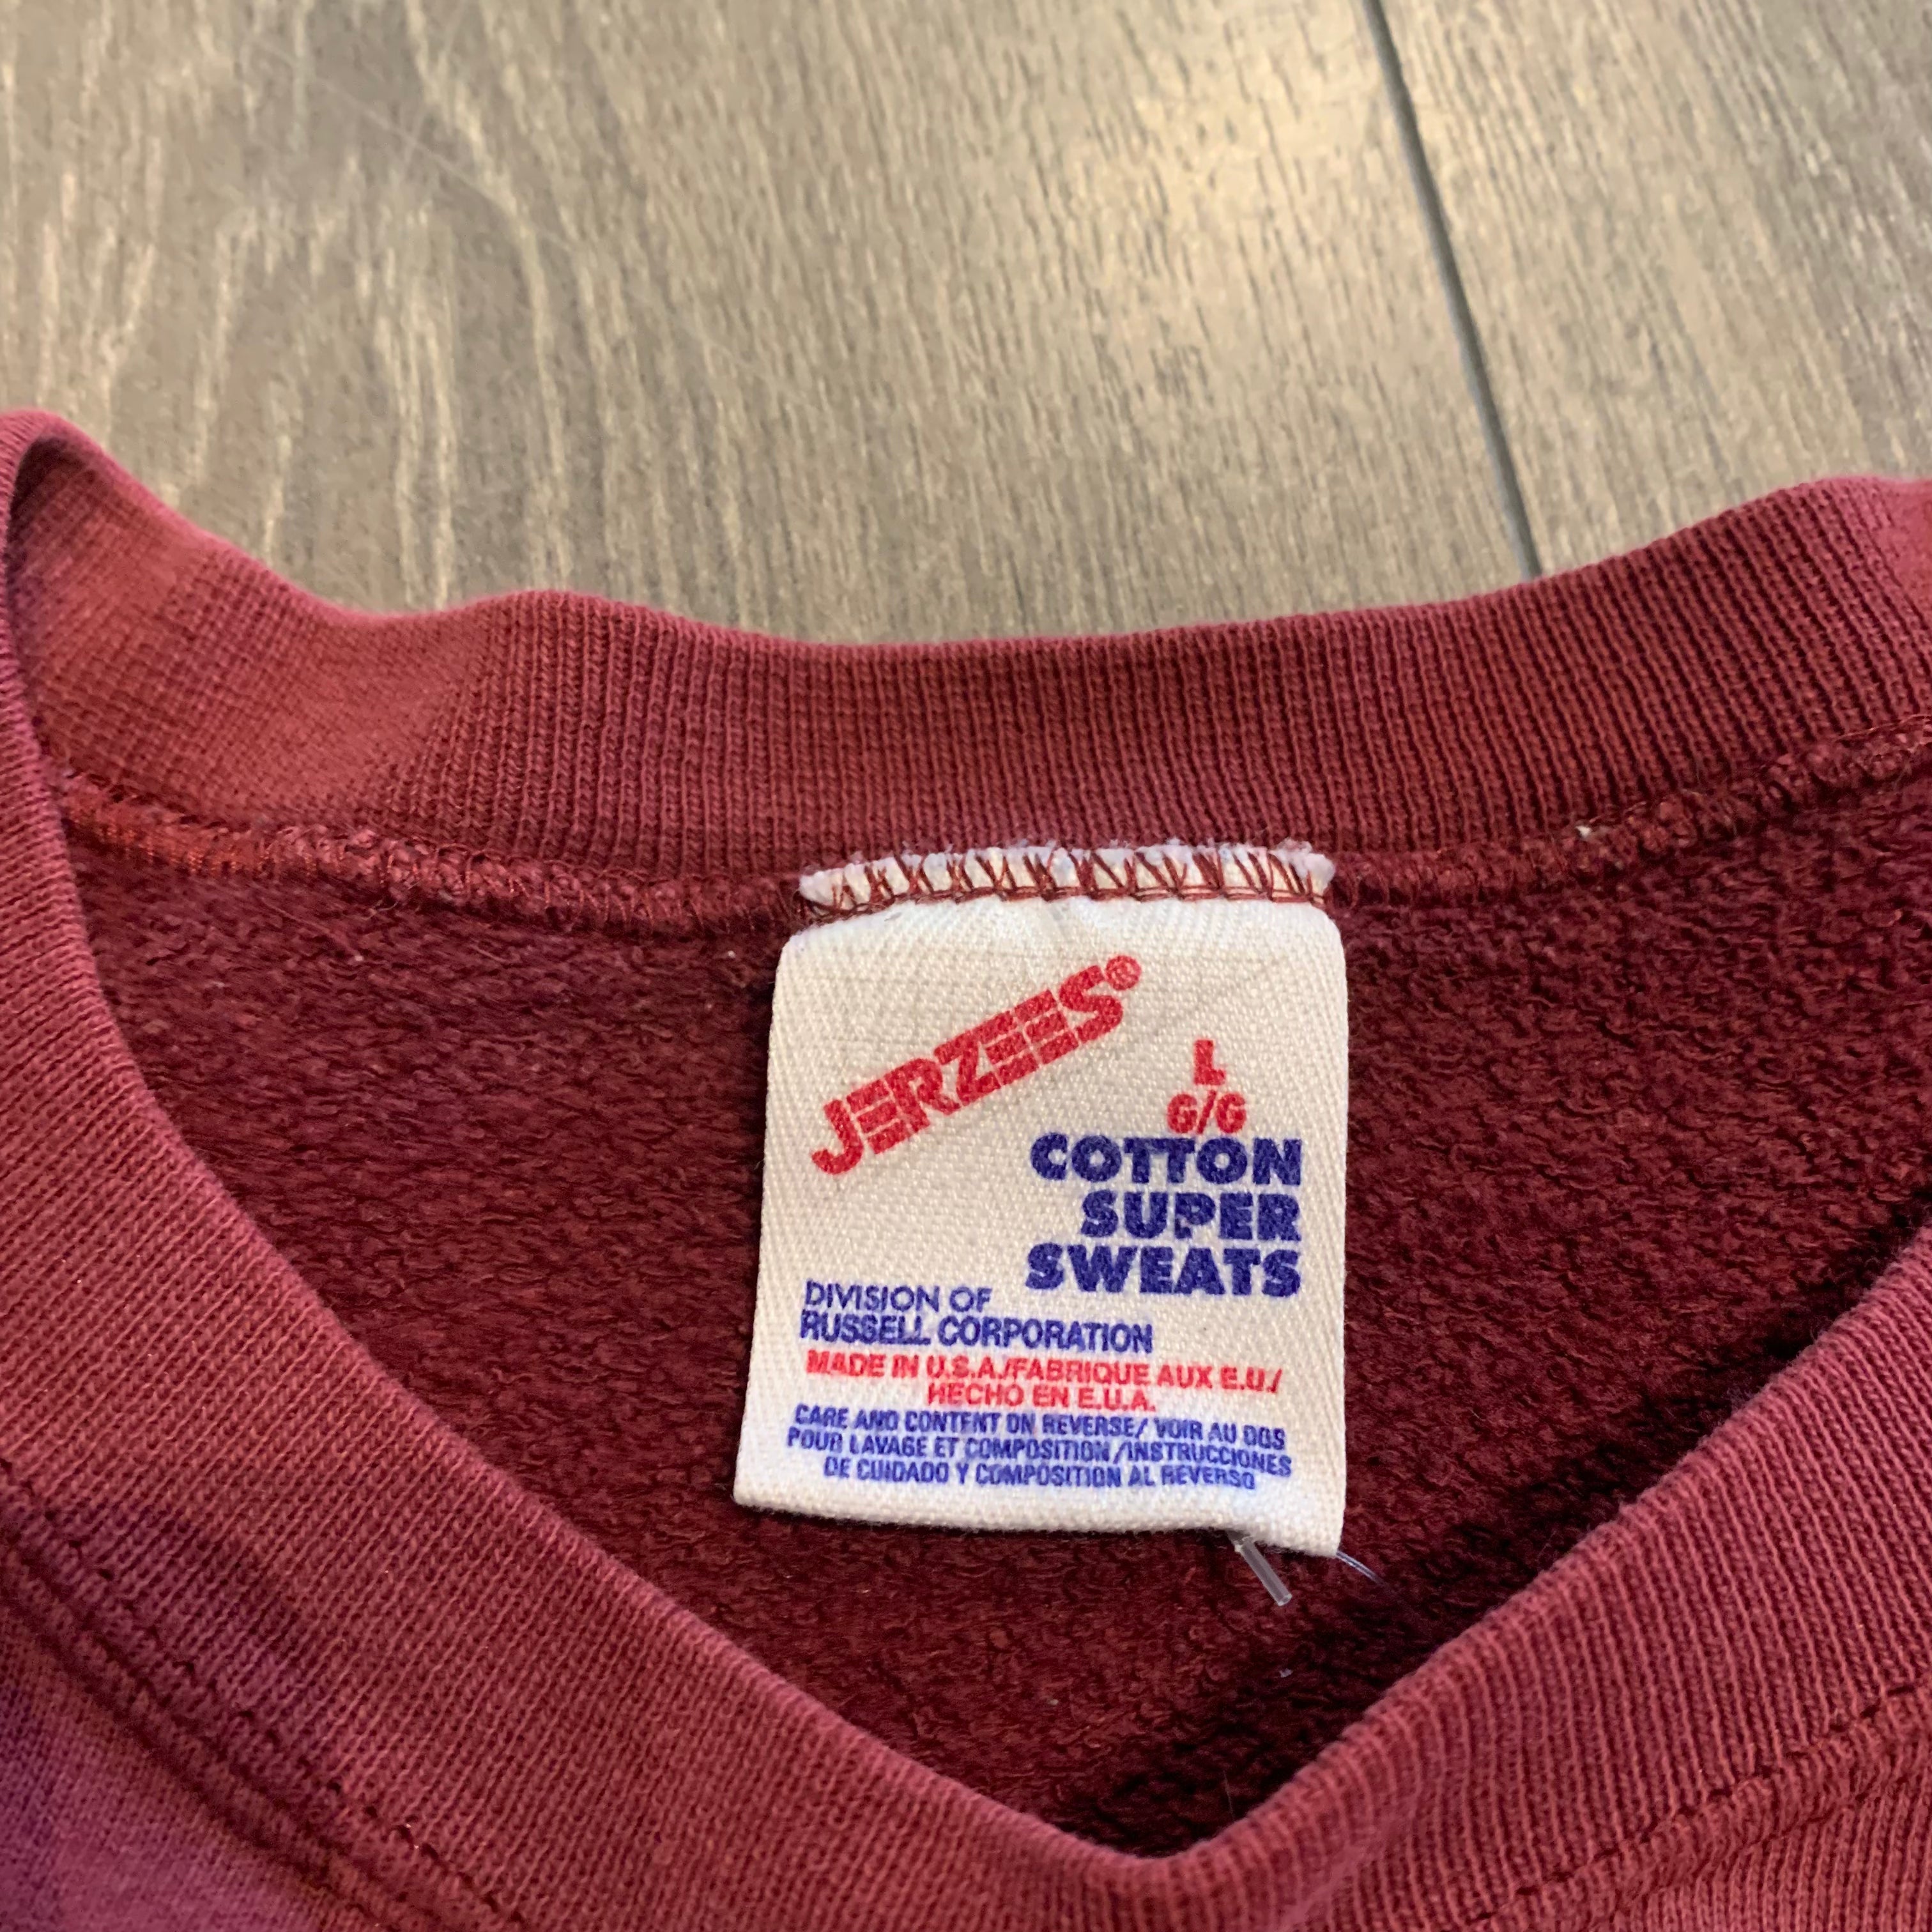 JERZEES®
L
G/G
COTTON
SUPER
SWEATS
DIVISION OF
RUSSELL CORPORATION
MADE IN U.S.A./FABRIQUE AUX E.U./
HECHO EN E.U.A.
CARE AND CONTENT ON REVERSE/ VOIR AU DOS
POUR LAVAGE ET COMPOSITION/INSTRUCCIONES
DE CUIDADO Y COMPOSITION AL REVERSO